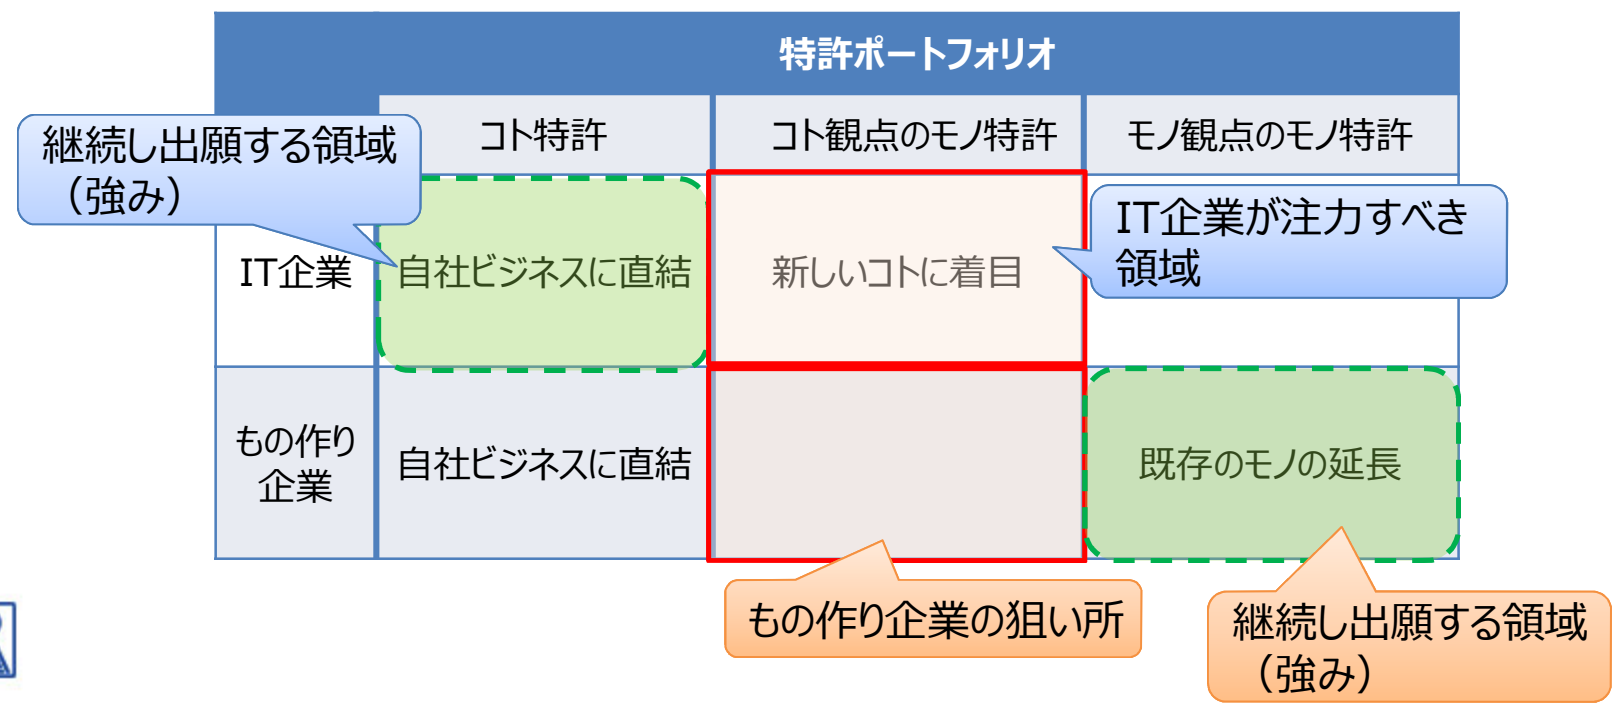 特許ポートフォリオ
コト特許
コト観点のモノ特許
モノ観点のモノ特許
継続し出願する領域
（強み）
IT企業が注力すべき
領域
IT企業
自社ビジネスに直結
新しいコトに着目
もの作り
企業
自社ビジネスに直結
既存のモノの延長
もの作り企業の狙い所
継続し出願する領域
（強み）